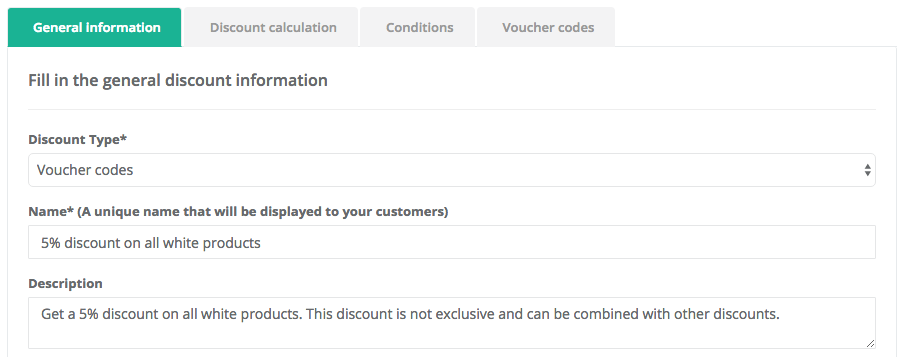 General information Discount calculation Conditions Voucher codes
Fill in the general discount information
Discount Type*
Voucher codes
Name* (A unique name that will be displayed to your customers)
5% discount on all white products
Description
Get a 5% discount on all white products. This discount is not exclusive and can be combined with other discounts.